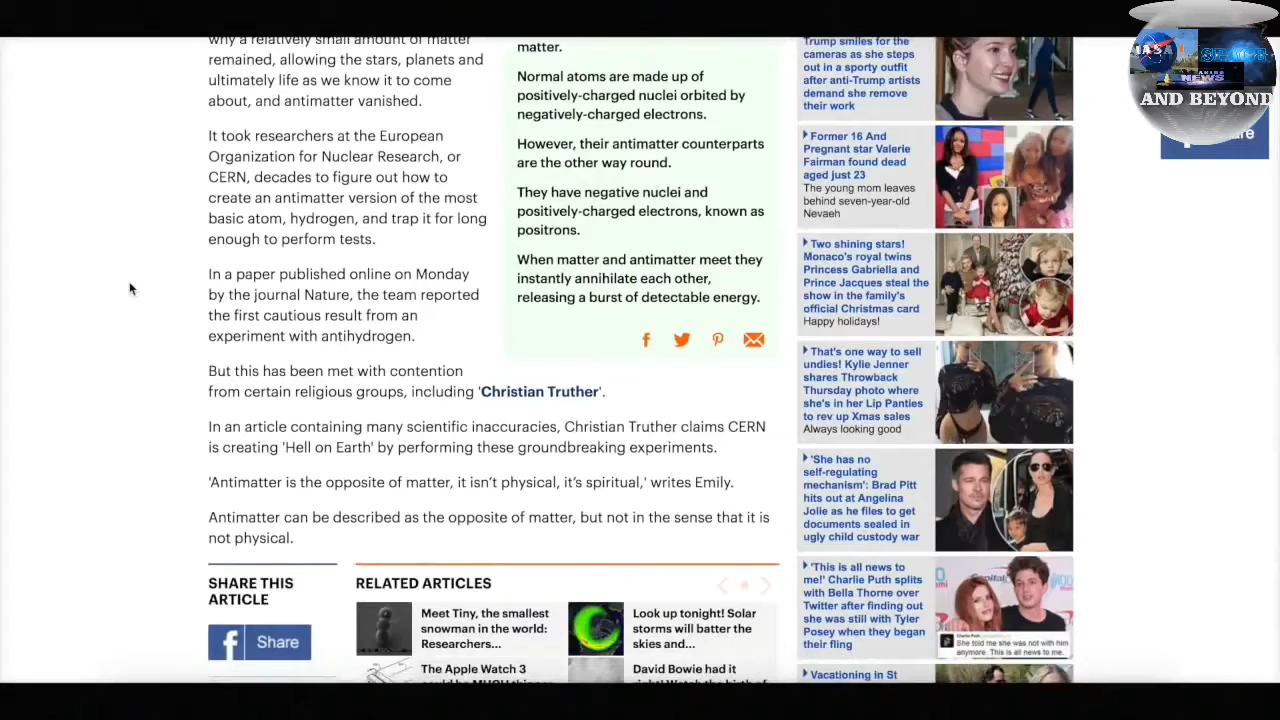 why a relatively small amount of matter
remained, allowing the stars, planets and
ultimately life as we know it to come
about, and antimatter vanished.
It took researchers at the European
Organization for Nuclear Research, or
CERN, decades to figure out how to
create an antimatter version of the most
basic atom, hydrogen, and trap it for long
enough to perform tests.
In a paper published online on Monday
by the journal Nature, the team reported
the first cautious result from an
experiment with antihydrogen.
But this has been met with contention
from certain religious groups, including 'Christian Truther'.
In an article containing many scientific inaccuracies, Christian Truther claims CERN
is creating 'Hell on Earth' by performing these groundbreaking experiments.
'Antimatter is the opposite of matter, it isn't physical, it's spiritual,' writes Emily.
Antimatter can be described as the opposite of matter, but not in the sense that it is
not physical.
matter.
Normal atoms are made up of
positively-charged nuclei orbited by
negatively-charged electrons.
However, their antimatter counterparts
are the other way round.
They have negative nuclei and
positively-charged electrons, known as
positrons.
When matter and antimatter meet they
instantly annihilate each other,
releasing a burst of detectable energy.
SHARE THIS
ARTICLE
f Share
RELATED ARTICLES
Meet Tiny, the smallest
snowman in the world:
Researchers...
Look up tonight! Solar
storms will batter the
skies and...
The Apple Watch 3
David Bowie had it
Trump smiles for the
cameras as she steps
out in a sporty outfit
after anti-Trump artists
demand she remove
their work
Former 16 And
Pregnant star Valerie
Fairman found dead
aged just 23
The young mom leaves
behind seven-year-old
Nevaeh
Two shining stars!
Monaco's royal twins
Princess Gabriella and
Prince Jacques steal the
show in the family's
official Christmas card
Happy holidays!
That's one way to sell
undies! Kylie Jenner
shares Throwback
Thursday photo where
she's in her Lip Panties
to rev up Xmas sales
Always looking good
'She has no
self-regulating
mechanism': Brad Pitt
hits out at Angelina
Jolie as he files to get
documents sealed in
ugly child custody war
'This is all news to
me!' Charlie Puth splits
with Bella Thorne over
Twitter after finding out
she was still with Tyler
Posey when they began
their fling
She told me she was not with him
anymore. This is all news to me.
Vacationing in St
NASA
NEWS
AND BEYOND